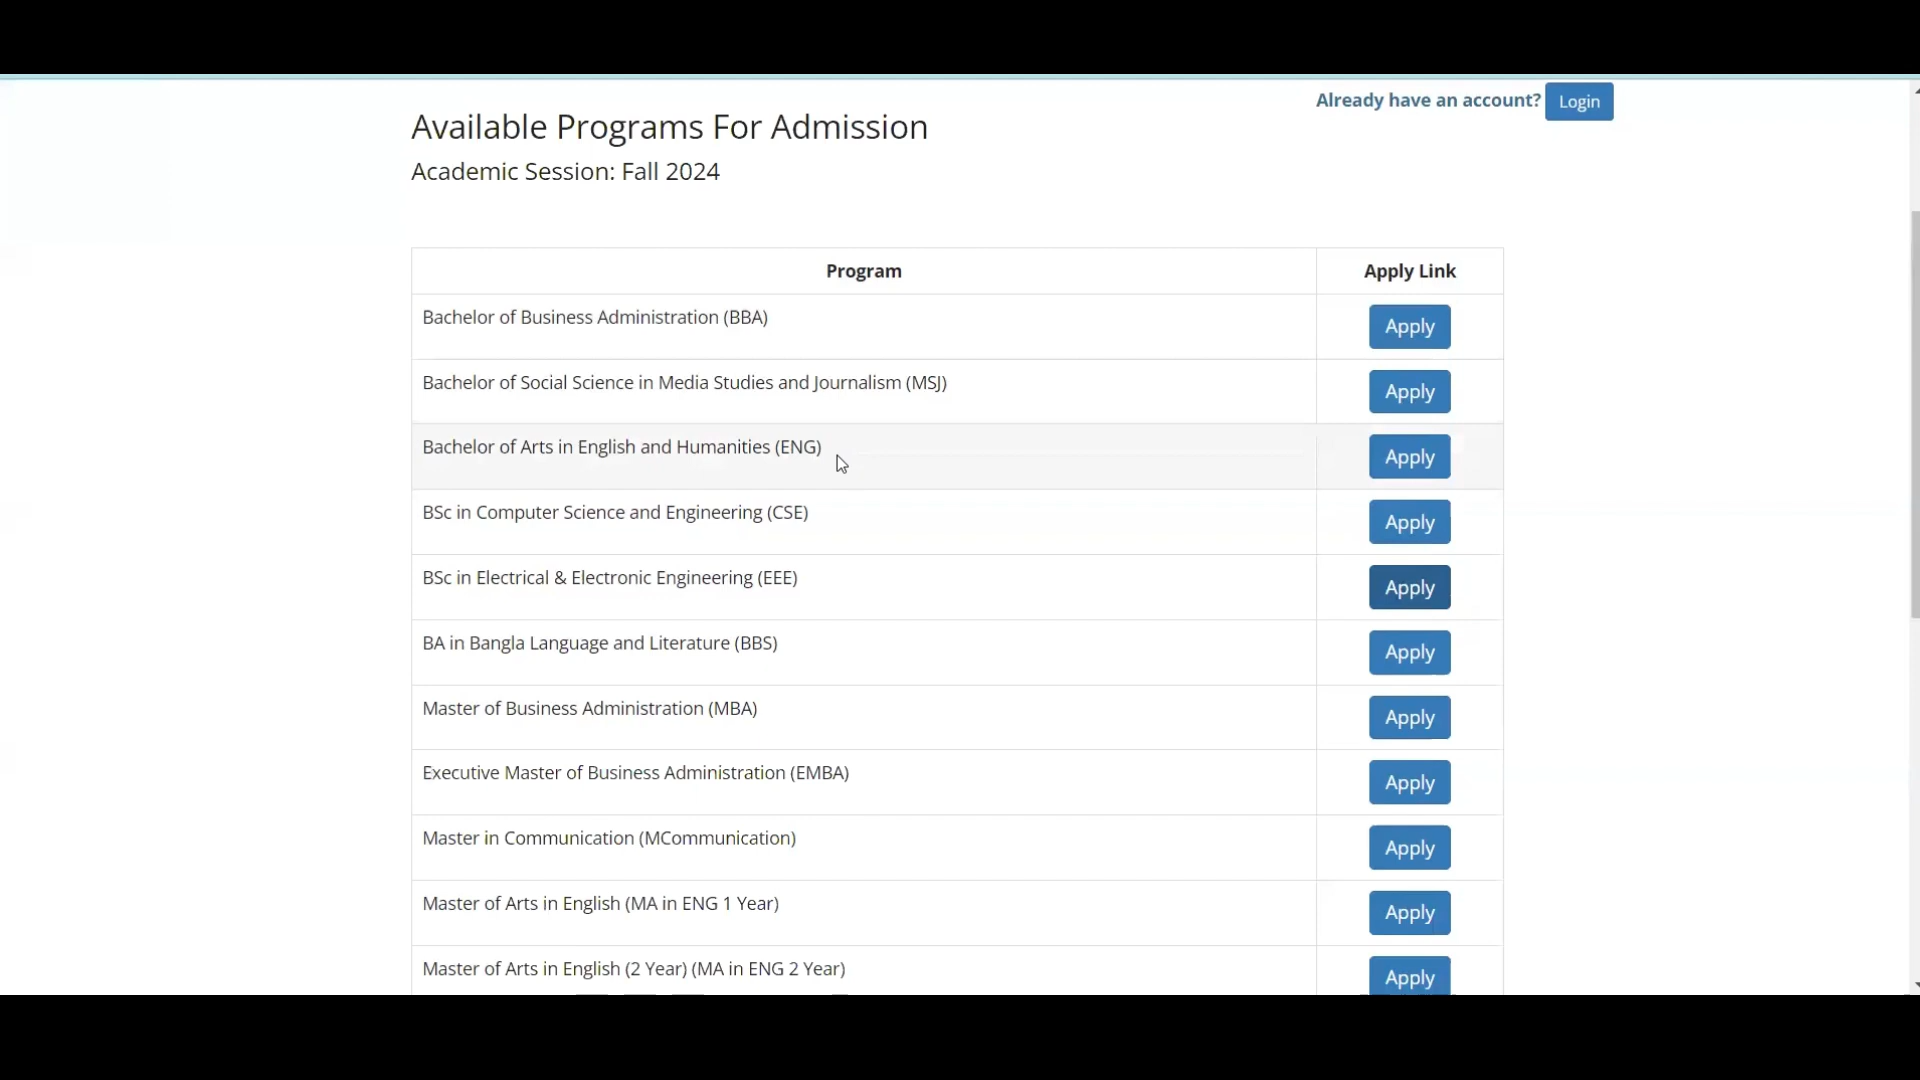 Already have an account? Login
Available Programs For Admission
Academic Session: Fall 2024
Program Apply Link
Bachelor of Business Administration (BBA) Apply
Bachelor of Social Science in Media Studies and Journalism (MSJ) Apply
Bachelor of Arts in English and Humanities (ENG) Apply
BSc in Computer Science and Engineering (CSE) Apply
BSc in Electrical & Electronic Engineering (EEE) Apply
BA in Bangla Language and Literature (BBS) Apply
Master of Business Administration (MBA) Apply
Executive Master of Business Administration (EMBA) Apply
Master in Communication (MCommunication) Apply
Master of Arts in English (MA in ENG 1 Year) Apply
Master of Arts in English (2 Year) (MA in ENG 2 Year) Apply